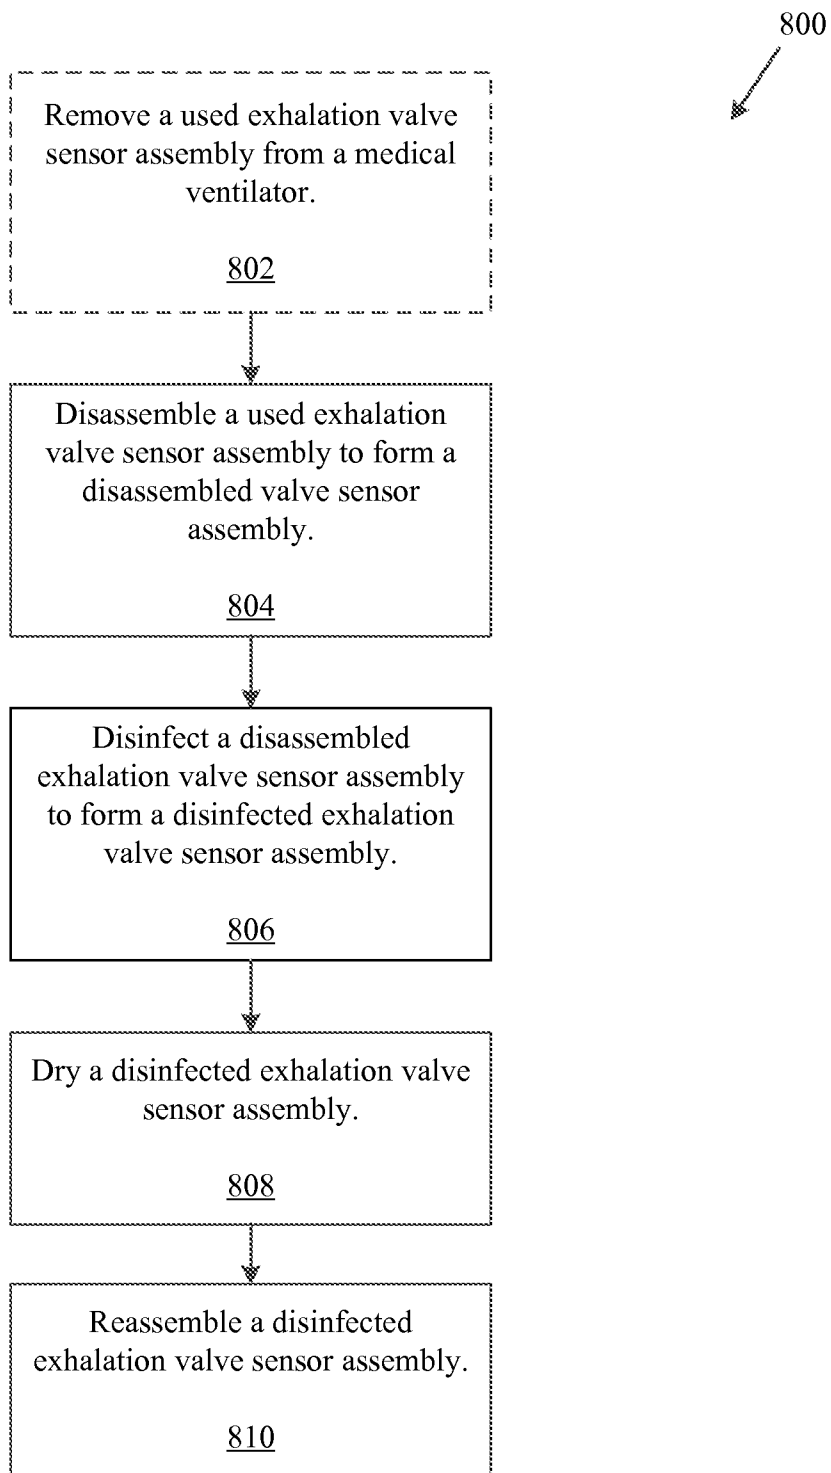 800
Remove a used exhalation valve
sensor assembly from a medical
ventilator.
802
Disassemble a used exhalation
valve sensor assembly to form a
disassembled valve sensor
assembly.
804
Disinfect a disassembled
exhalation valve sensor assembly
to form a disinfected exhalation
valve sensor assembly.
806
Dry a disinfected exhalation valve
sensor assembly.
808
Reassemble a disinfected
exhalation valve sensor assembly.
810